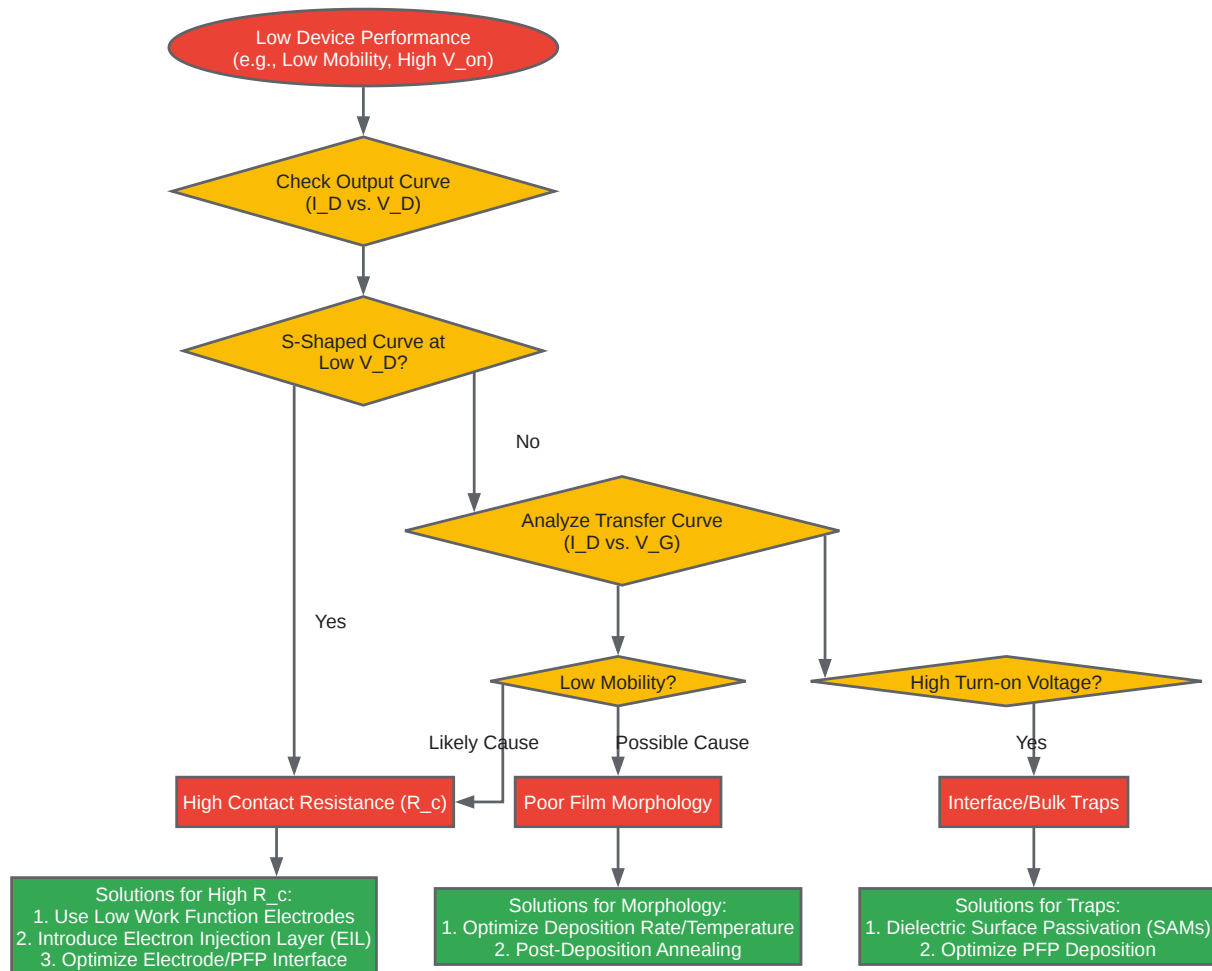 Low Device Performance
(e.g., Low Mobility, High V_on)
Check Output Curve
(I_D vs. V_D)
S-Shaped Curve at
Low V_D?
No
Analyze Transfer Curve
(I_D vs. V_G)
Yes
Low Mobility?
High Turn-on Voltage?
Likely Cause
Possible Cause
Yes
High Contact Resistance (R_c)
Poor Film Morphology
Interface/Bulk Traps
Solutions for High R_c:
1. Use Low Work Function Electrodes
2. Introduce Electron Injection Layer (EIL)
3. Optimize Electrode/PFP Interface
Solutions for Morphology:
1. Optimize Deposition Rate/Temperature
2. Post-Deposition Annealing
Solutions for Traps:
1. Dielectric Surface Passivation (SAMs)
2. Optimize PFP Deposition